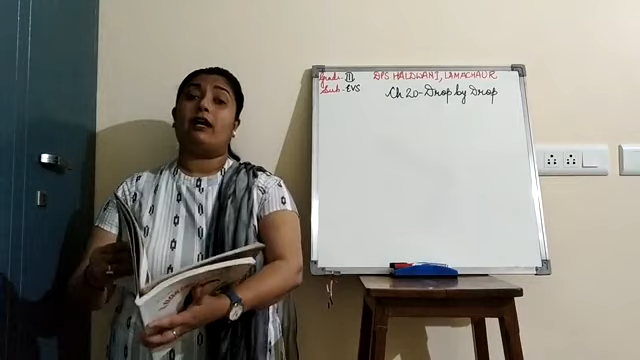 Grade-III DPS HALDWANI, LAMACHAUR
Sub-EVS Ch 20-Drop by Drop